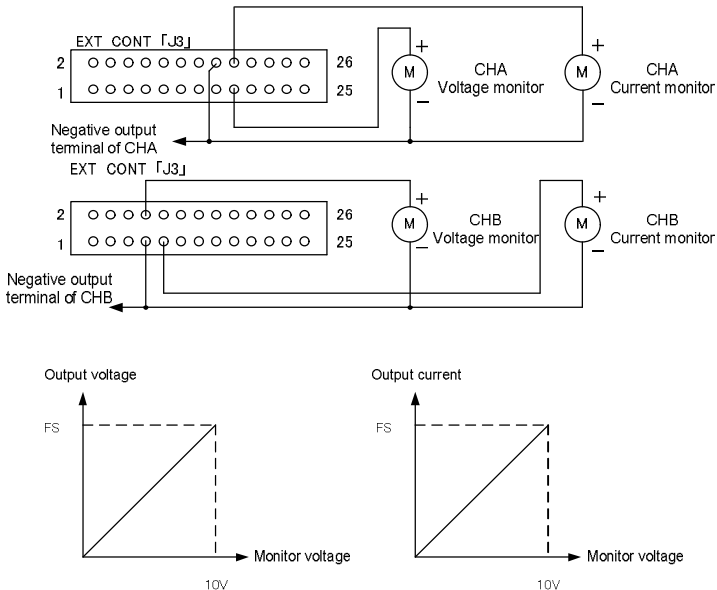 EXT CONT「J3」
2
26
1
25
M
+
−
CHA
Voltage monitor
M
+
−
CHA
Current monitor
Negative output
terminal of CHA
EXT CONT「J3」
2
26
1
25
M
+
−
CHB
Voltage monitor
M
+
−
CHB
Current monitor
Negative output
terminal of CHB
Output voltage
FS
Monitor voltage
10V
Output current
FS
Monitor voltage
10V